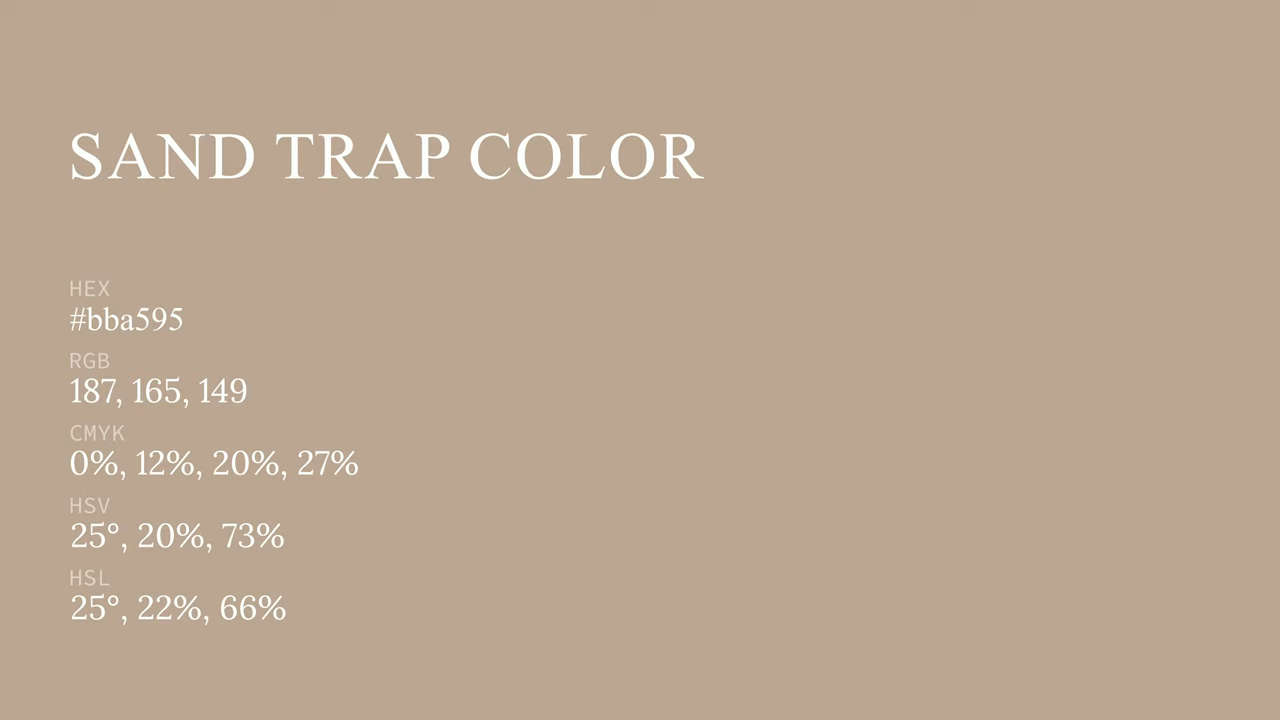 SAND TRAP COLOR
HEX
#bba595
RGB
187, 165, 149
CMYK
0%, 12%, 20%, 27%
HSV
25°, 20%, 73%
HSL
25°, 22%, 66%